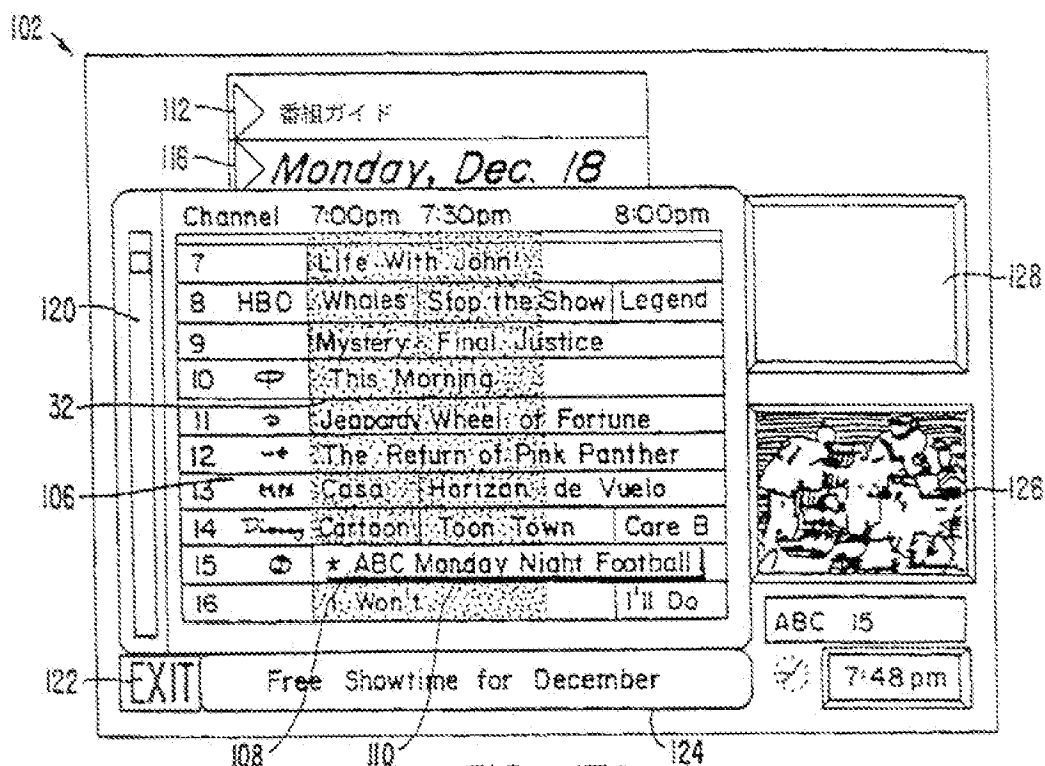 102
112
番組ガイド
118
Monday, Dec. 18
Channel 7:00pm 7:30pm 8:00pm
7 Life With John!
128
120
8 HBO Whales Stop the Show Legend
9 Mystery Final Justice
10 This Morning
32
11 Jeopardy Wheel of Fortune
12 The Return of Pink Panther
106
13 Casa Horizon de Vuelo
126
14 Disney Cartoon Toon Town Care B
15 * ABC Monday Night Football
16 I Won't I'll Do
ABC 15
122
EXIT Free Showtime for December
7:48 pm
108 110 124